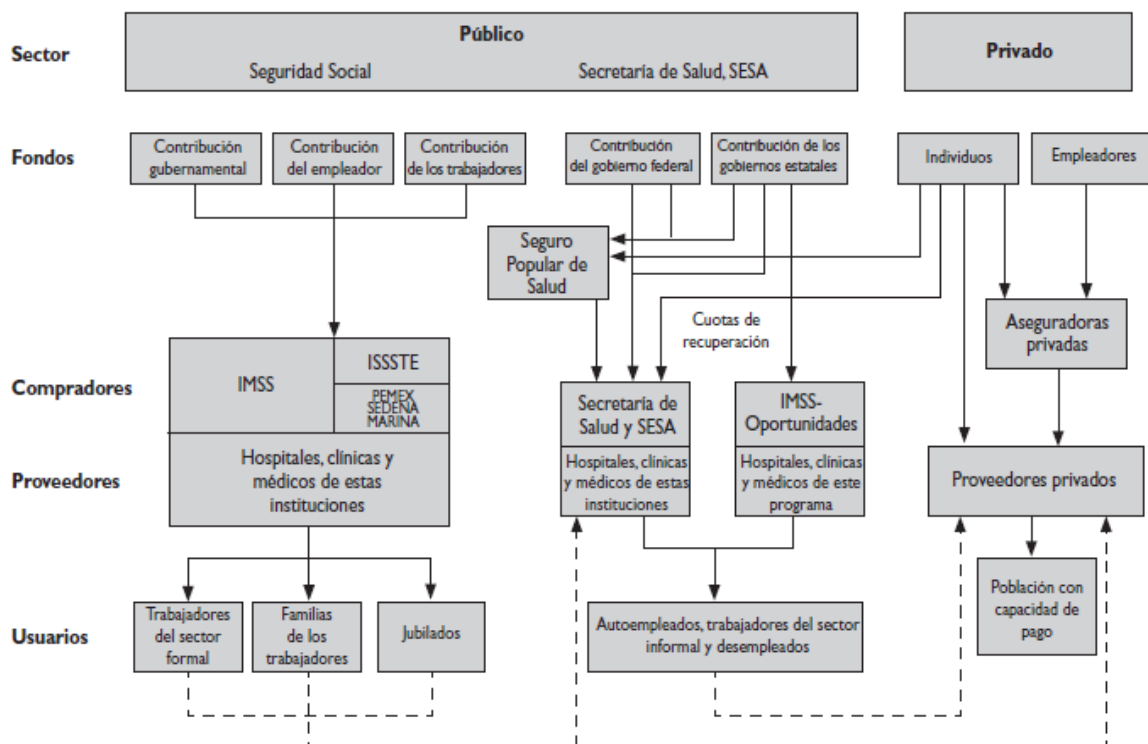 Sector
Público
Seguridad Social
Secretaría de Salud, SESA
Privado
Fondos
Contribución
gubernamental
Contribución
del empleador
Contribución
de los trabajadores
Contribución
del gobierno federal
Contribución de los
gobiernos estatales
Individuos
Empleadores
Seguro
Popular de
Salud
Cuotas de
recuperación
Aseguradoras
privadas
Compradores
IMSS
ISSSTE
PEMEX
SEDENA
MARINA
Secretaría de
Salud y SESA
IMSS-
Oportunidades
Proveedores
Hospitales, clínicas y
médicos de estas
instituciones
Hospitales, clínicas
y médicos de estas
instituciones
Hospitales, clínicas
y médicos de este
programa
Proveedores privados
Usuarios
Trabajadores
del sector
formal
Familias
de los
trabajadores
Jubilados
Autoempleados, trabajadores del sector
informal y desempleados
Población con
capacidad de
pago